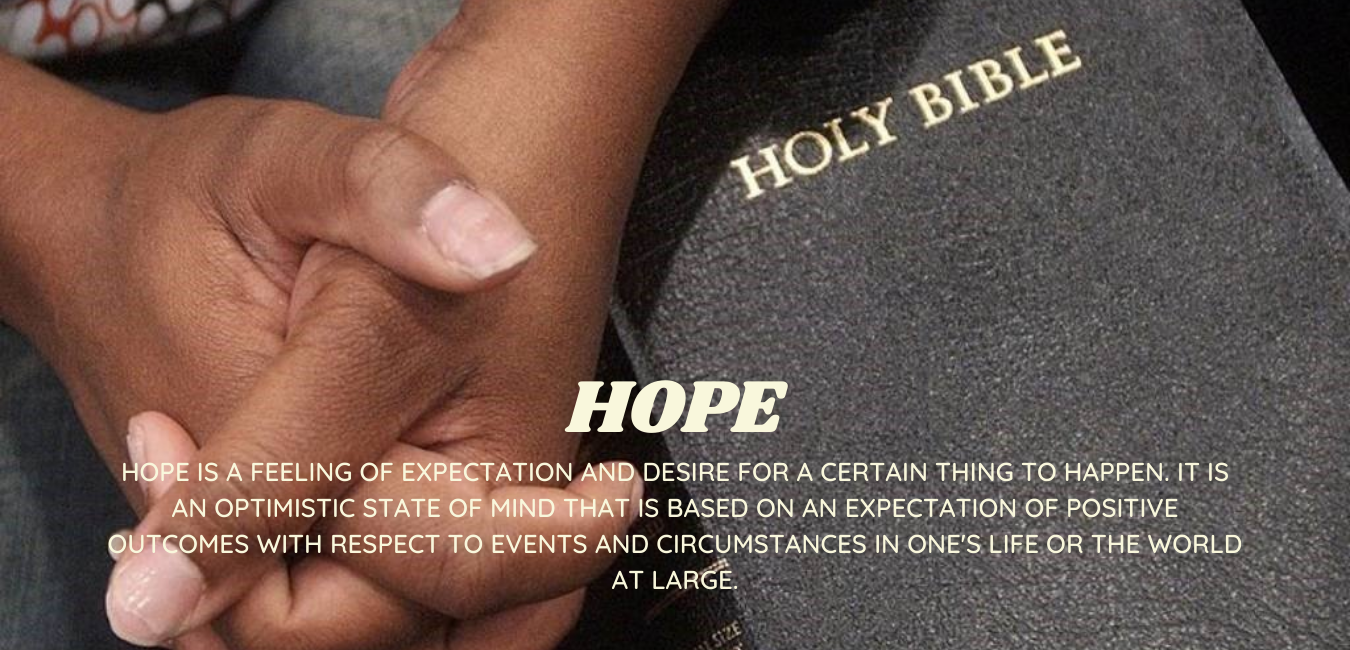 HOLY BIBLE
HOPE
HOPE IS A FEELING OF EXPECTATION AND DESIRE FOR A CERTAIN THING TO HAPPEN. IT IS
AN OPTIMISTIC STATE OF MIND THAT IS BASED ON AN EXPECTATION OF POSITIVE
OUTCOMES WITH RESPECT TO EVENTS AND CIRCUMSTANCES IN ONE'S LIFE OR THE WORLD
AT LARGE.
SIZE